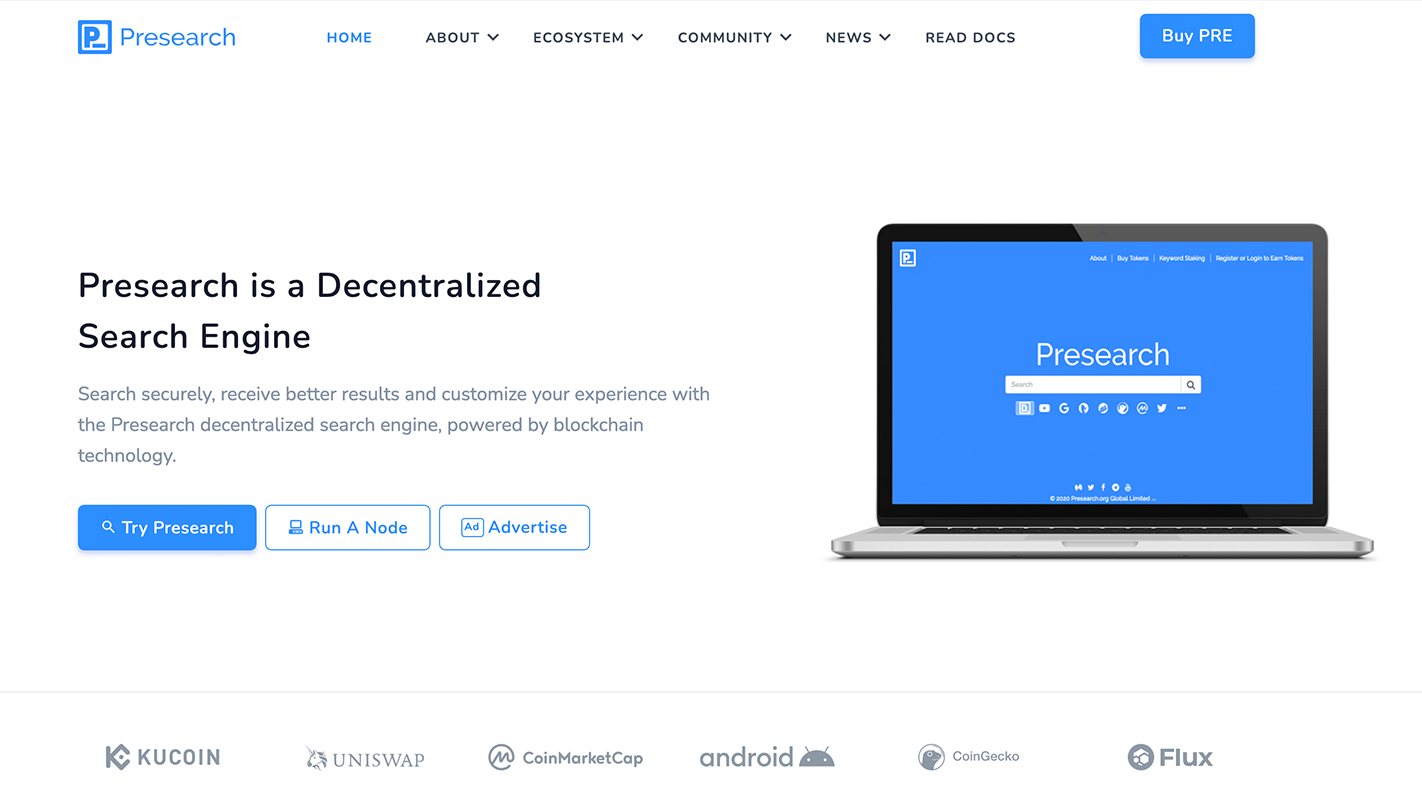 Presearch
HOME
ABOUT
ECOSYSTEM
COMMUNITY
NEWS
READ DOCS
Buy PRE
Presearch is a Decentralized
Search Engine
Search securely, receive better results and customize your experience with
the Presearch decentralized search engine, powered by blockchain
technology.
Try Presearch
Run A Node
Ad Advertise
About | Buy Tokens | Keyword Staking | Register or Login to Earn Tokens
Presearch
Search
© 2020 Presearch.org Global Limited ...
KUCOIN
UNISWAP
CoinMarketCap
android
CoinGecko
Flux